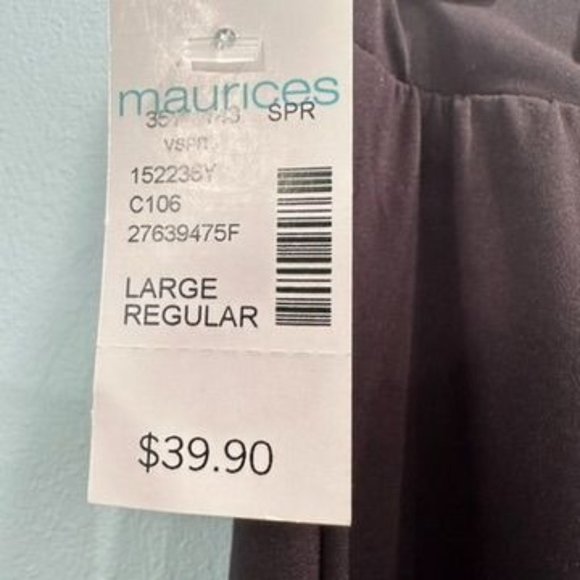 maurices
SPR
152236Y
C106
27639475F
LARGE
REGULAR
$39.90